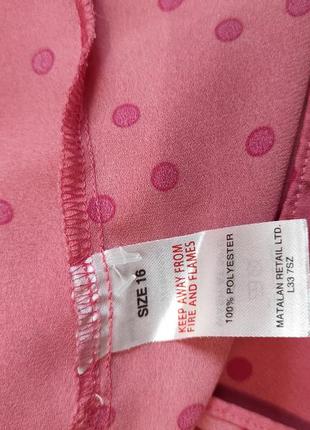 SIZE 16
KEEP AWAY FROM
FIRE AND FLAMES
100% POLYESTER
MATALAN RETAIL LTD.
L33 7SZ